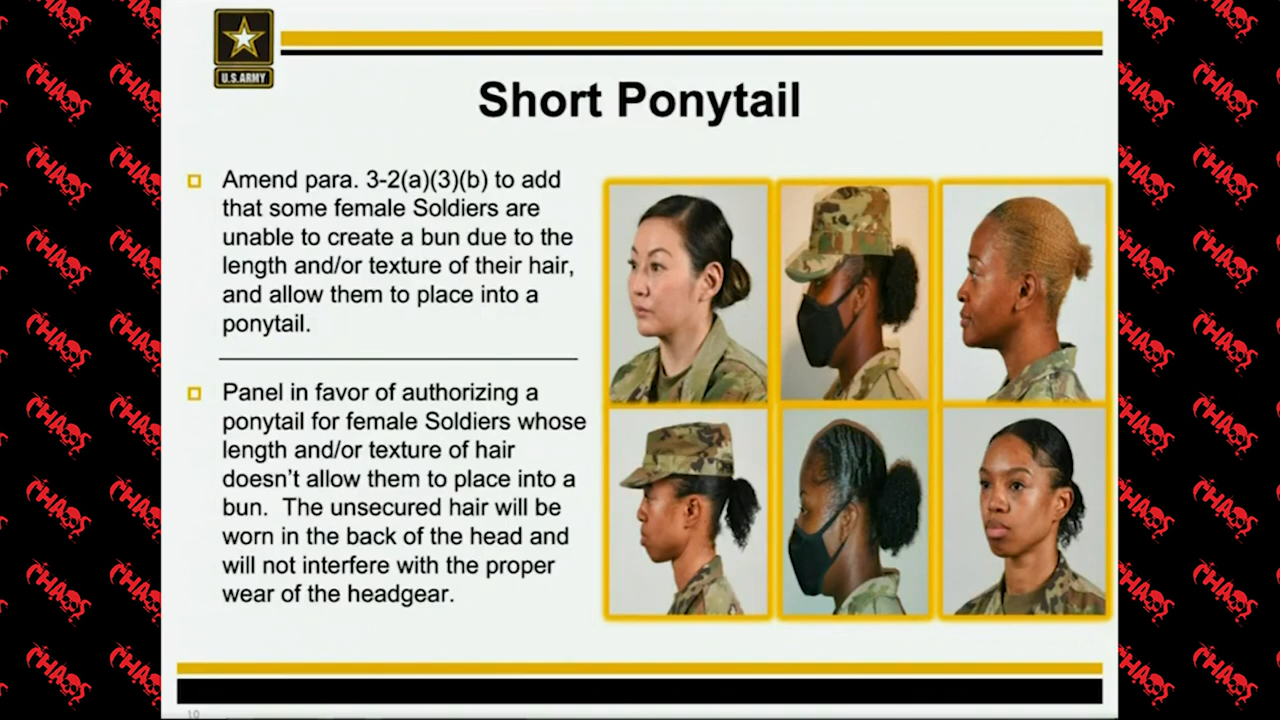 U.S.ARMY
Short Ponytail
Amend para. 3-2(a)(3)(b) to add
that some female Soldiers are
unable to create a bun due to the
length and/or texture of their hair,
and allow them to place into a
ponytail.
Panel in favor of authorizing a
ponytail for female Soldiers whose
length and/or texture of hair
doesn’t allow them to place into a
bun.  The unsecured hair will be
worn in the back of the head and
will not interfere with the proper
wear of the headgear.
10
CHAOS